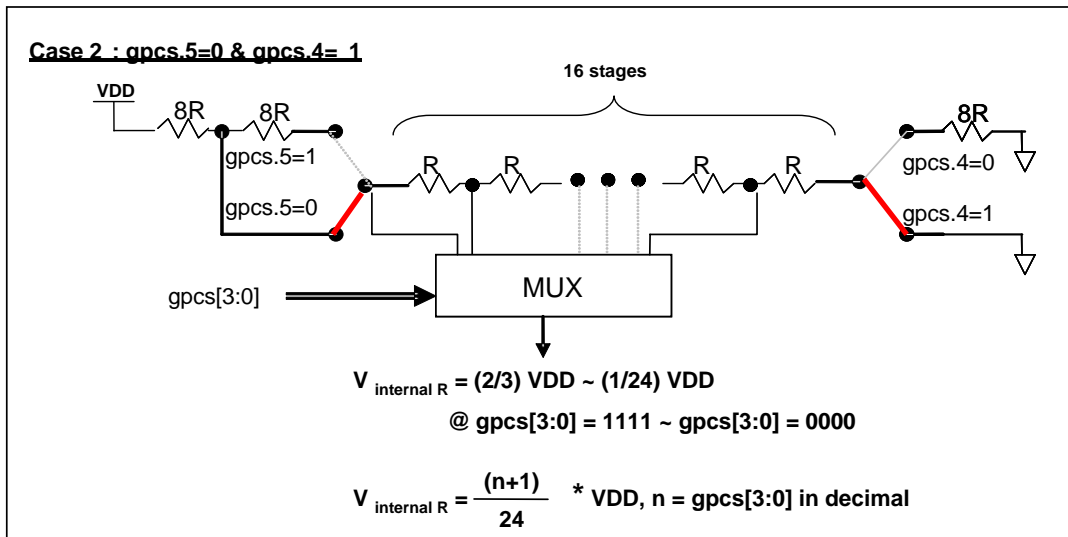 Case 2 : gpcs.5=0 & gpcs.4= 1
16 stages
VDD
8R
8R
8R
gpcs.5=1
R
R
R
R
gpcs.4=0
gpcs.5=0
gpcs.4=1
MUX
gpcs[3:0]
V internal R = (2/3) VDD ~ (1/24) VDD
@ gpcs[3:0] = 1111 ~ gpcs[3:0] = 0000
V internal R = (n+1) / 24 * VDD, n = gpcs[3:0] in decimal